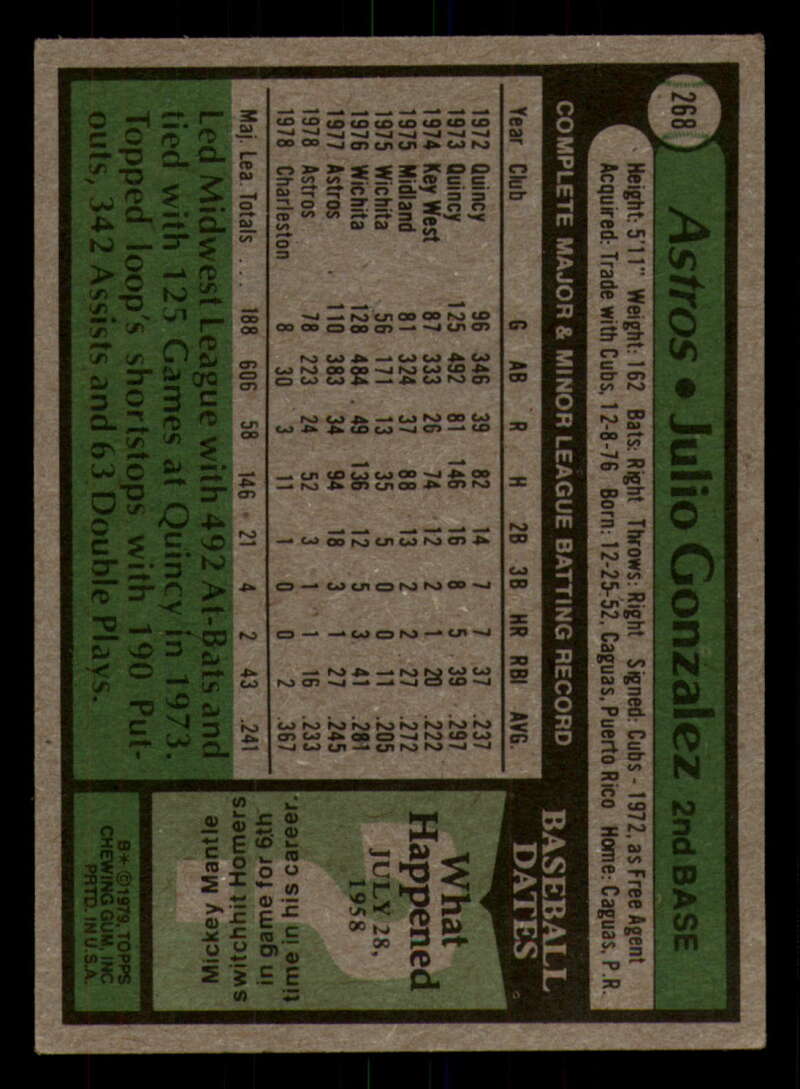 268
Astros • Julio Gonzalez 2nd BASE
Height: 5'11" Weight: 162 Bats: Right Throws: Right Signed: Cubs - 1972, as Free Agent
Acquired: Trade with Cubs, 12-8-76 Born: 12-25-52, Caguas, Puerto Rico Home: Caguas, P.R.
COMPLETE MAJOR & MINOR LEAGUE BATTING RECORD
Year Club G AB R H 2B 3B HR RBI AVG.
1972 Quincy 96 346 39 82 14 7 7 37 .237
1973 Quincy 125 492 81 146 16 8 5 39 .297
1974 Key West 87 333 26 74 12 2 1 20 .222
1975 Midland 81 324 37 88 13 2 2 27 .272
1975 Wichita 56 171 13 35 5 0 0 11 .205
1976 Wichita 128 484 49 136 12 5 3 41 .281
1977 Astros 110 383 34 94 18 3 1 27 .245
1978 Astros 78 223 24 52 3 1 1 16 .233
1978 Charleston 8 30 3 11 1 0 0 2 .367
Maj. Lea. Totals .... 188 606 58 146 21 4 2 43 .241
Led Midwest League with 492 At-Bats and
tied with 125 Games at Quincy in 1973.
Topped loop's shortstops with 190 Put-
outs, 342 Assists and 63 Double Plays.
BASEBALL
DATES
What
Happened
JULY 28,
1958
Mickey Mantle
switchhit Homers
in game for 6th
time in his career.
B* ©1979, TOPPS
CHEWING GUM, INC
PRTD. IN U.S.A.